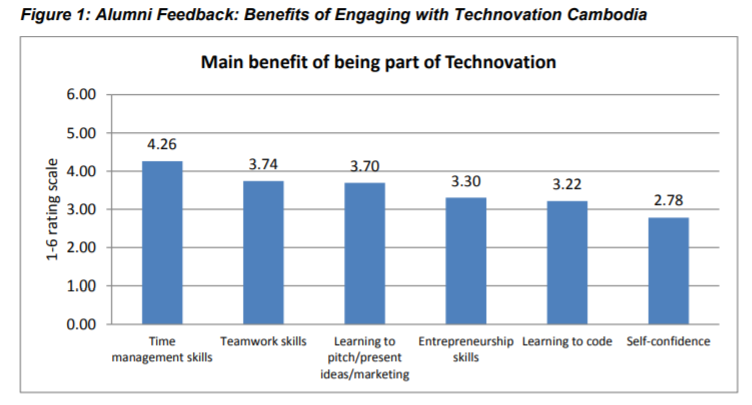 Figure 1: Alumni Feedback: Benefits of Engaging with Technovation Cambodia
Main benefit of being part of Technovation
1-6 rating scale
6.00
5.00
4.00
3.00
2.00
1.00
0.00
4.26
3.74
3.70
3.30
3.22
2.78
Time
management skills
Teamwork skills
Learning to
pitch/present
ideas/marketing
Entrepreneurship
skills
Learning to code
Self-confidence